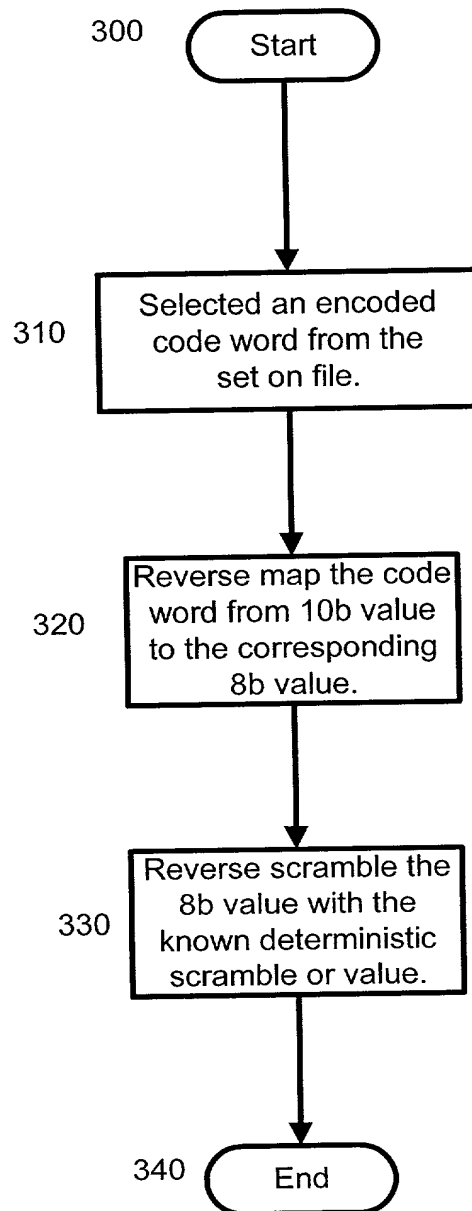 300
Start
310
Selected an encoded
code word from the
set on file.
320
Reverse map the code
word from 10b value
to the corresponding
8b value.
330
Reverse scramble the
8b value with the
known deterministic
scramble or value.
340
End